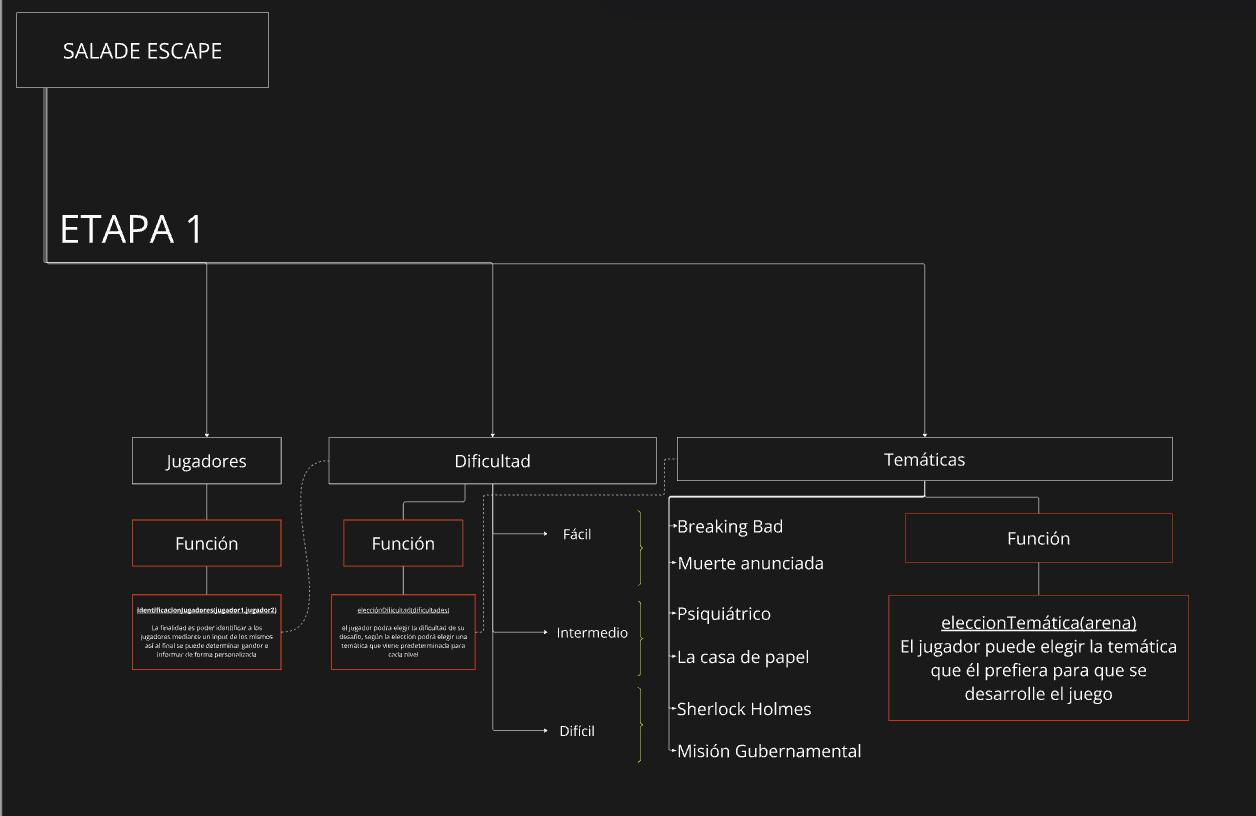 SALADE ESCAPE
ETAPA 1
Jugadores
Función
identificacionJugadores(jugador1,jugador2)
La finalidad es poder identificar a los
jugadores mediante un input de los mismos
así al final se puede determinar gandor e
informar de forma personalizada
Dificultad
Función
elecciónDificultad(dificultades)
el jugador podrá elegir la dificultad de su
desafío, según la elección podrá elegir una
temática que viene predeterminada para
cada nivel
Fácil
Intermedio
Difícil
Temáticas
Breaking Bad
Muerte anunciada
Psiquiátrico
La casa de papel
Sherlock Holmes
Misión Gubernamental
Función
eleccionTemática(arena)
El jugador puede elegir la temática
que él prefiera para que se
desarrolle el juego